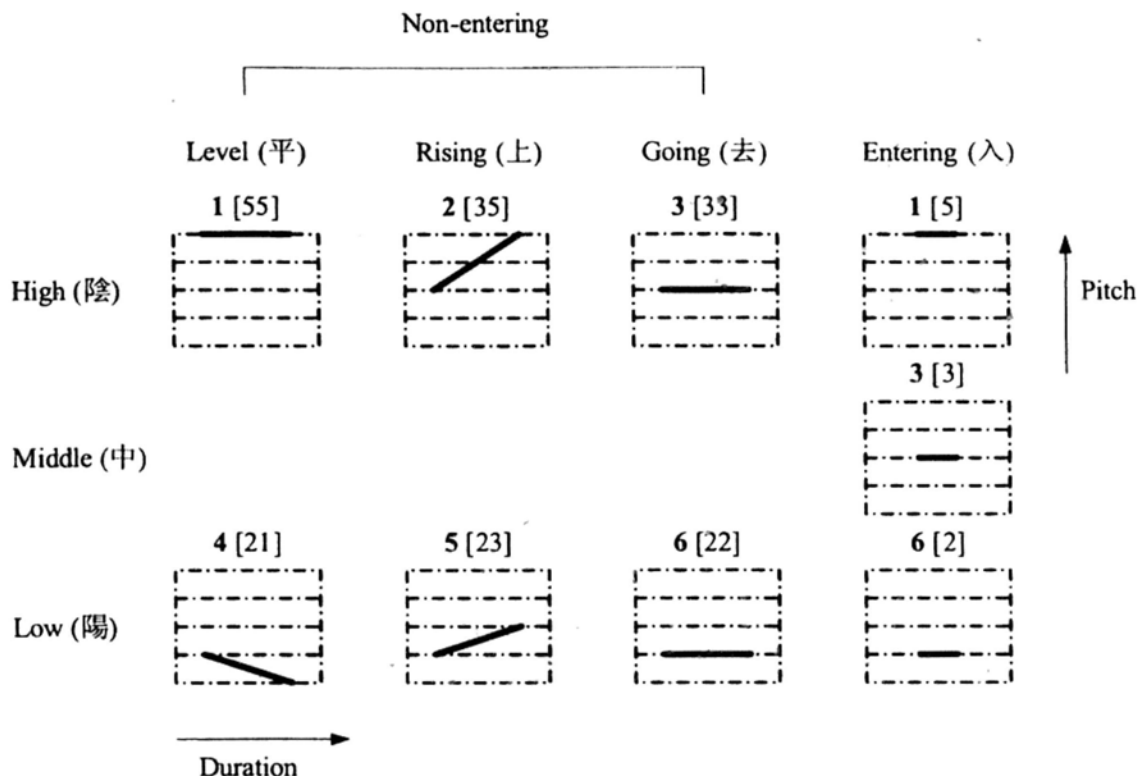 Non-entering
Level (平) Rising (上) Going (去) Entering (入)
1 [55] 2 [35] 3 [33] 1 [5]
High (陰) Pitch
3 [3]
Middle (中)
4 [21] 5 [23] 6 [22] 6 [2]
Low (陽)
Duration